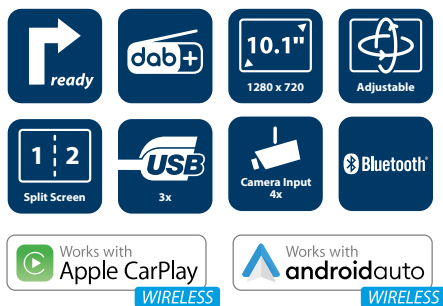 ready
dab+
10.1"
1280 x 720
Adjustable
1 2
Split Screen
USB
3x
Camera Input
4x
Bluetooth®
Works with
Apple CarPlay
WIRELESS
Works with
androidauto
WIRELESS